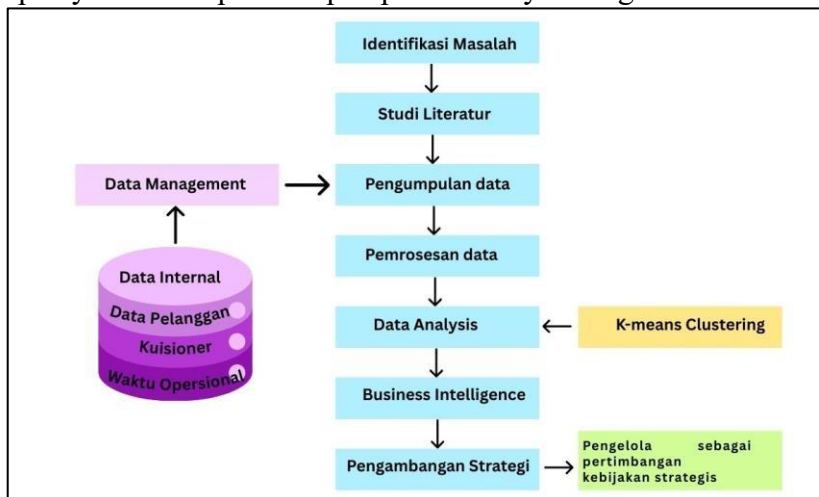 Identifikasi Masalah
Studi Literatur
Data Management
Pengumpulan data
Pemrosesan data
Data Internal
Data Pelanggan
Kuisioner
Waktu Opersional
Data Analysis
K-means Clustering
Business Intelligence
Pengambangan Strategi
Pengelola sebagai
pertimbangan
kebijakan strategis